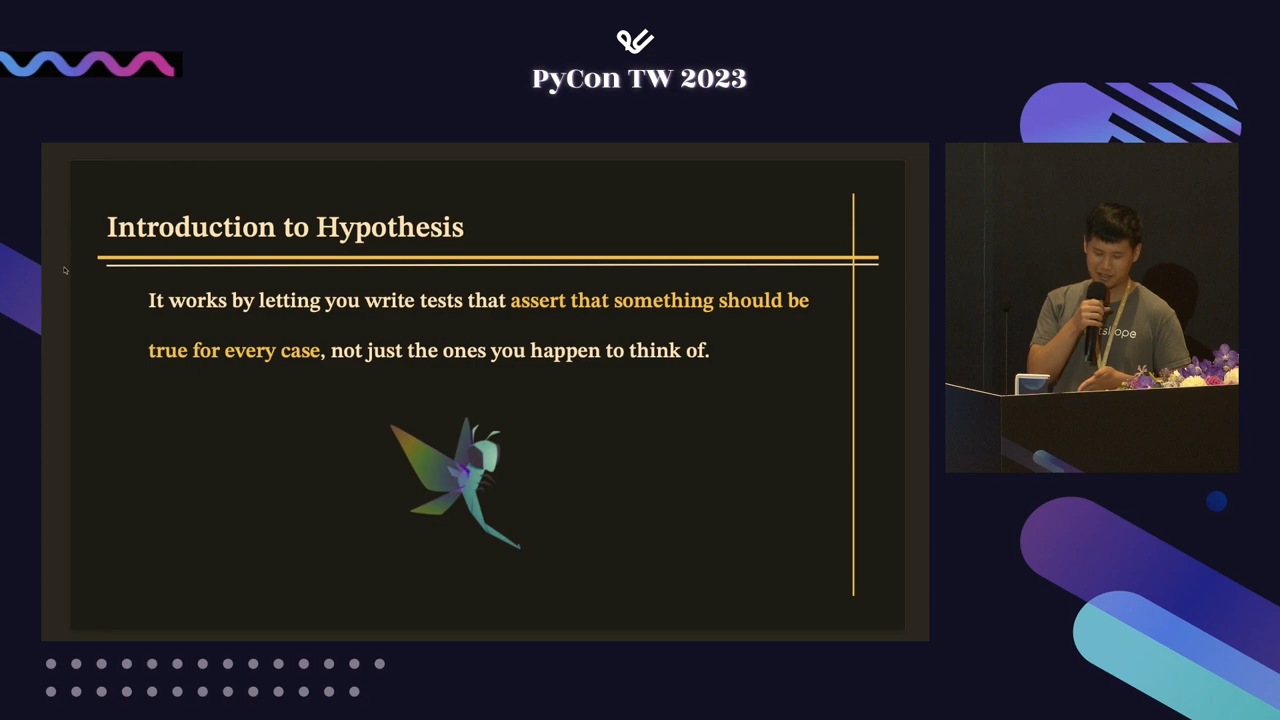 PyCon TW 2023
Introduction to Hypothesis
It works by letting you write tests that assert that something should be
true for every case, not just the ones you happen to think of.